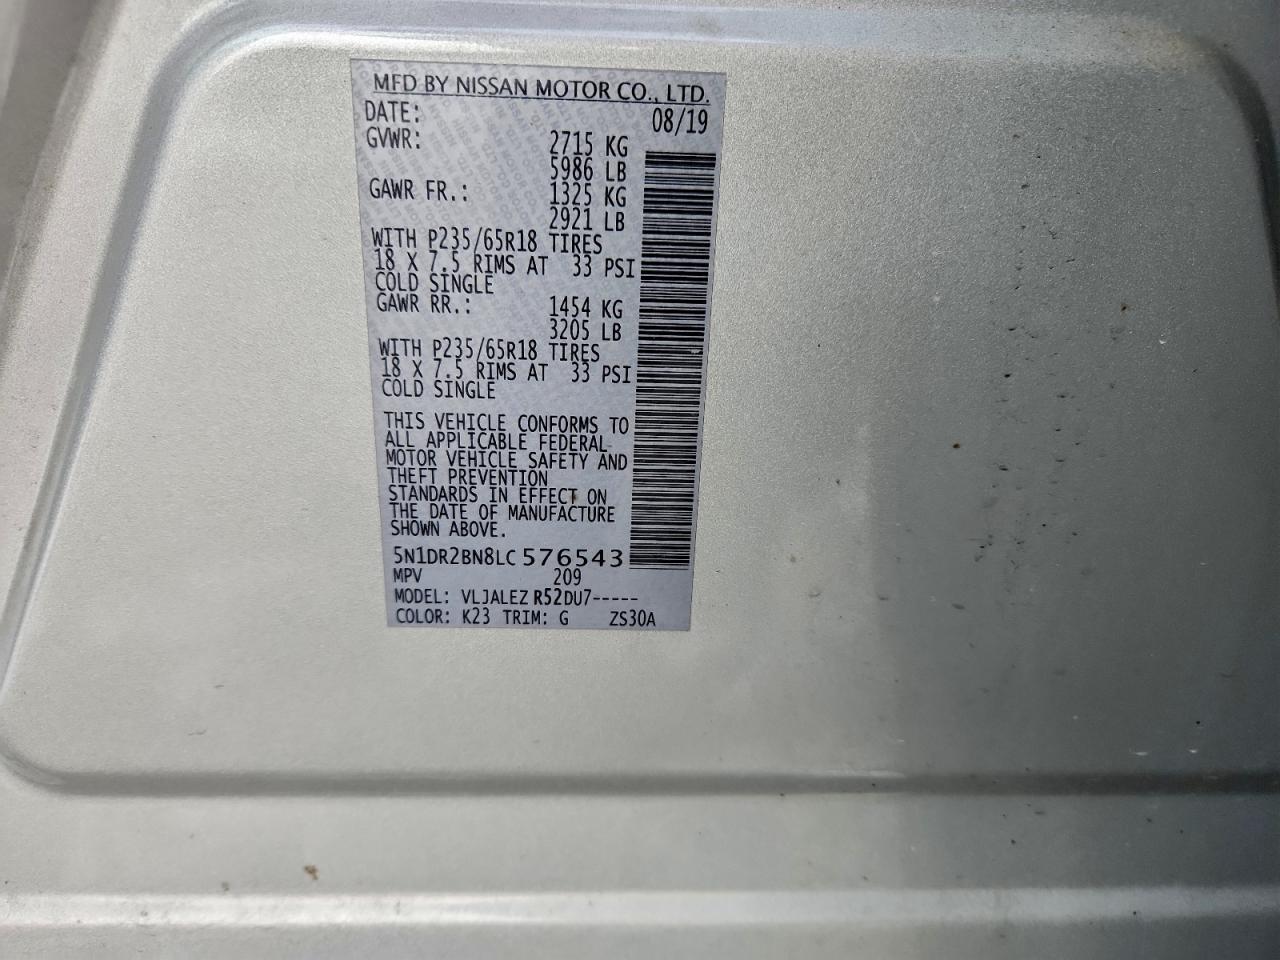 MFD BY NISSAN MOTOR CO., LTD.
DATE: 08/19
GVWR: 2715 KG
5986 LB
GAWR FR.: 1325 KG
2921 LB
WITH P235/65R18 TIRES
18 X 7.5 RIMS AT 33 PSI
COLD SINGLE
GAWR RR.: 1454 KG
3205 LB
WITH P235/65R18 TIRES
18 X 7.5 RIMS AT 33 PSI
COLD SINGLE
THIS VEHICLE CONFORMS TO
ALL APPLICABLE FEDERAL
MOTOR VEHICLE SAFETY AND
THEFT PREVENTION
STANDARDS IN EFFECT ON
THE DATE OF MANUFACTURE
SHOWN ABOVE.
5N1DR2BN8LC 576543
MPV 209
MODEL: VLJALEZ R52DU7-----
COLOR: K23 TRIM: G ZS30A